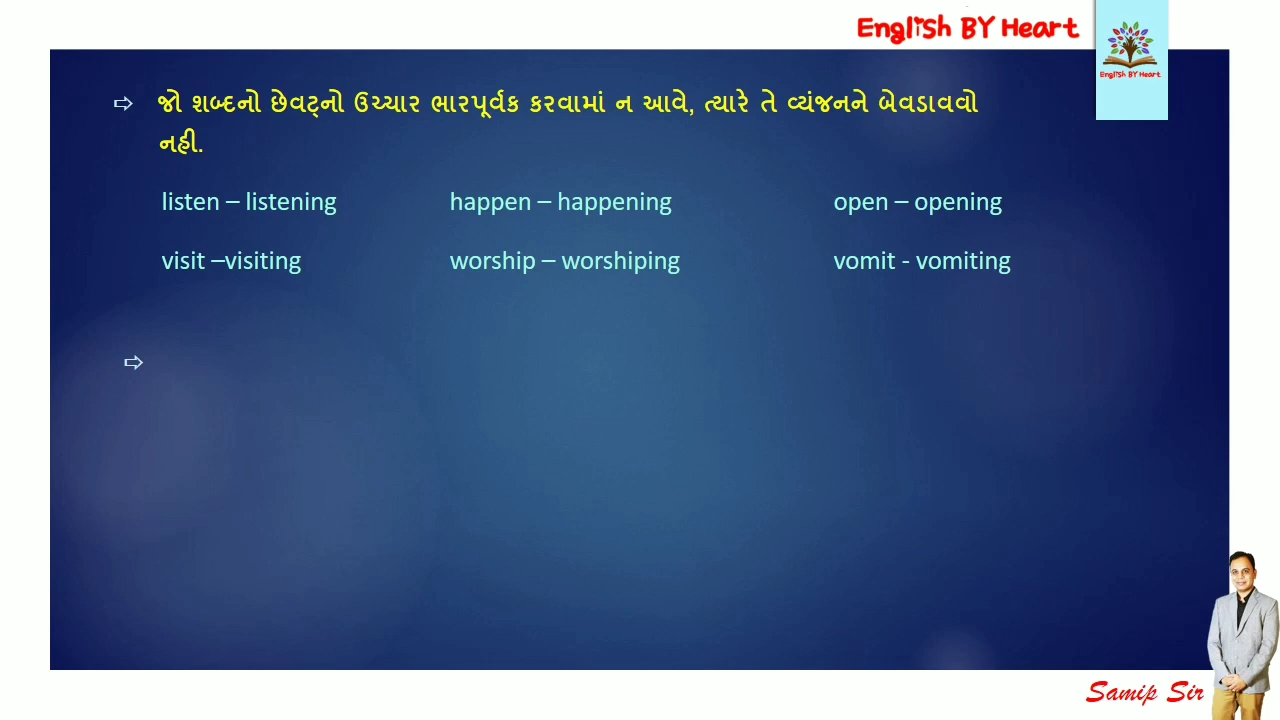 English BY Heart
English BY Heart
⇨ જો શબ્દનો છેવટ્નો ઉચ્ચાર ભારપૂર્વક કરવામાં ન આવે, ત્યારે તે વ્યંજનને બેવડાવવો
નહી.
listen – listening happen – happening open – opening
visit –visiting worship – worshiping vomit - vomiting
⇨
Samip Sir